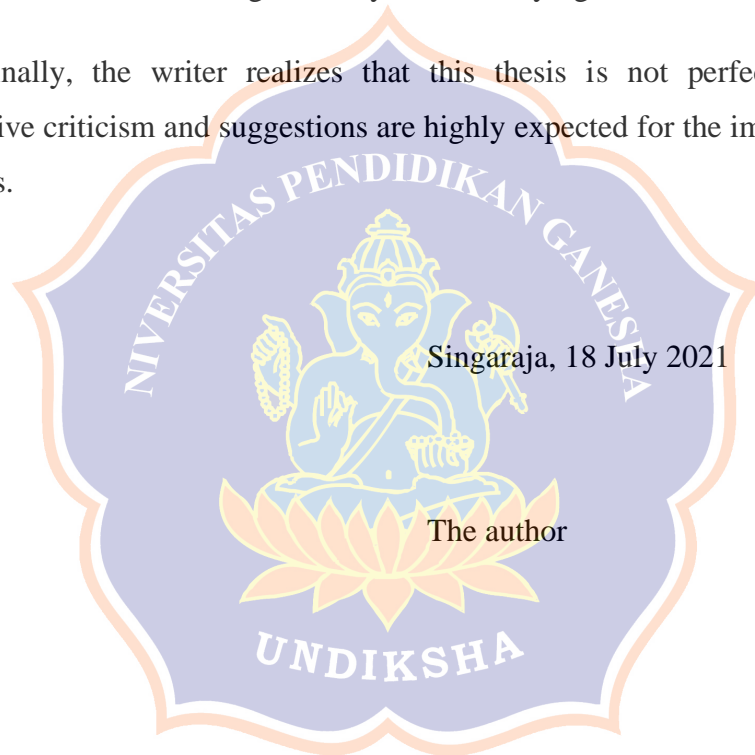 nally, the writer realizes that this thesis is not perfe
ive criticism and suggestions are highly expected for the im
s.
NIVERSITAS PENDIDIKAN GANESHA
Singaraja, 18 July 2021
The author
UNDIKSHA